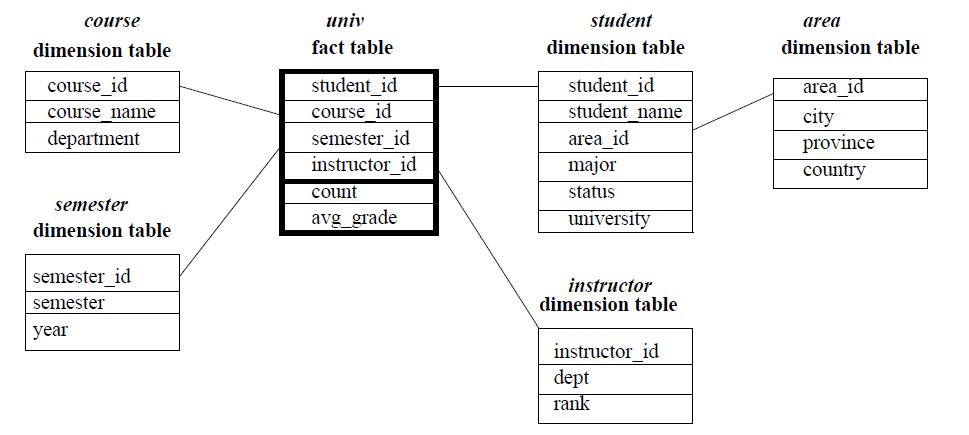 course
dimension table
course_id
course_name
department
univ
fact table
student_id
course_id
semester_id
instructor_id
count
avg_grade
student
dimension table
student_id
student_name
area_id
major
status
university
area
dimension table
area_id
city
province
country
semester
dimension table
semester_id
semester
year
instructor
dimension table
instructor_id
dept
rank